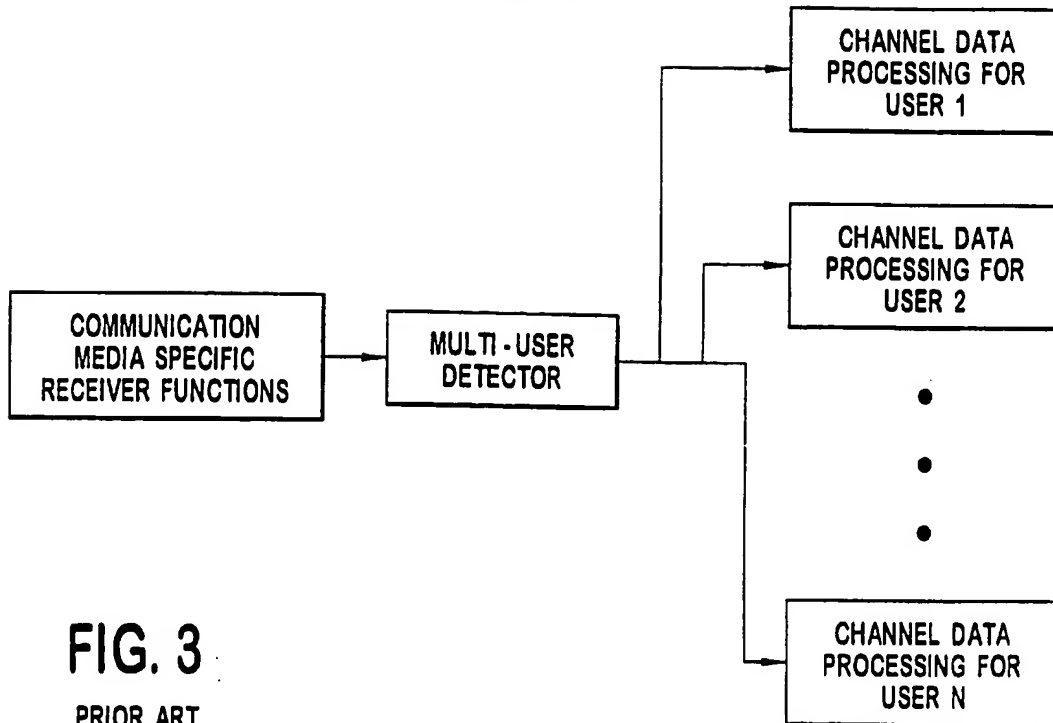 CHANNEL DATA
PROCESSING FOR
USER 1
CHANNEL DATA
PROCESSING FOR
USER 2
COMMUNICATION
MEDIA SPECIFIC
RECEIVER FUNCTIONS
MULTI-USER
DETECTOR
CHANNEL DATA
PROCESSING FOR
USER N
FIG. 3
PRIOR ART